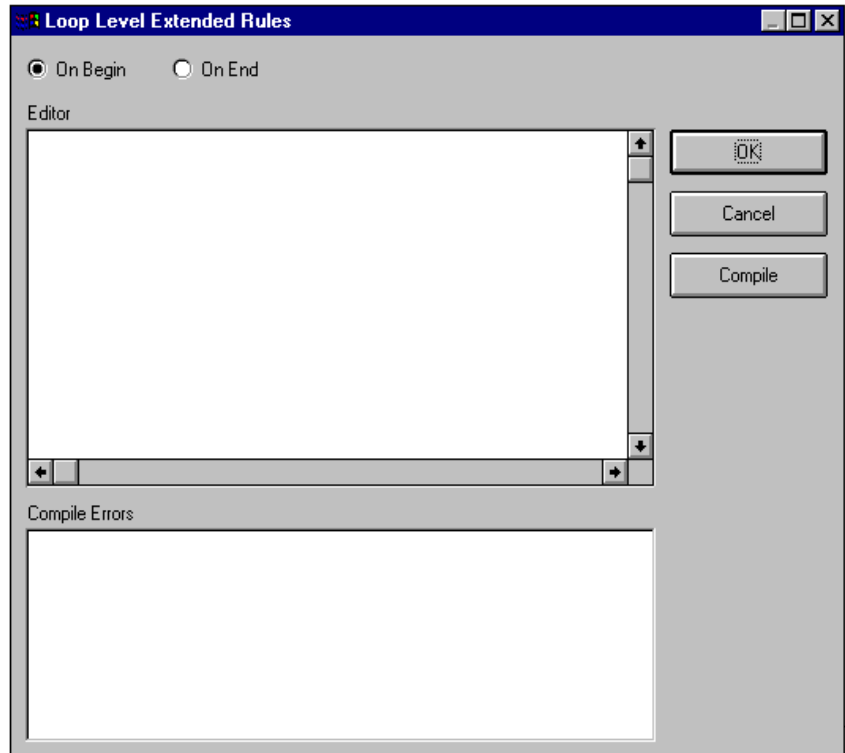 Loop Level Extended Rules
On Begin On End
Editor
OK
Cancel
Compile
Compile Errors